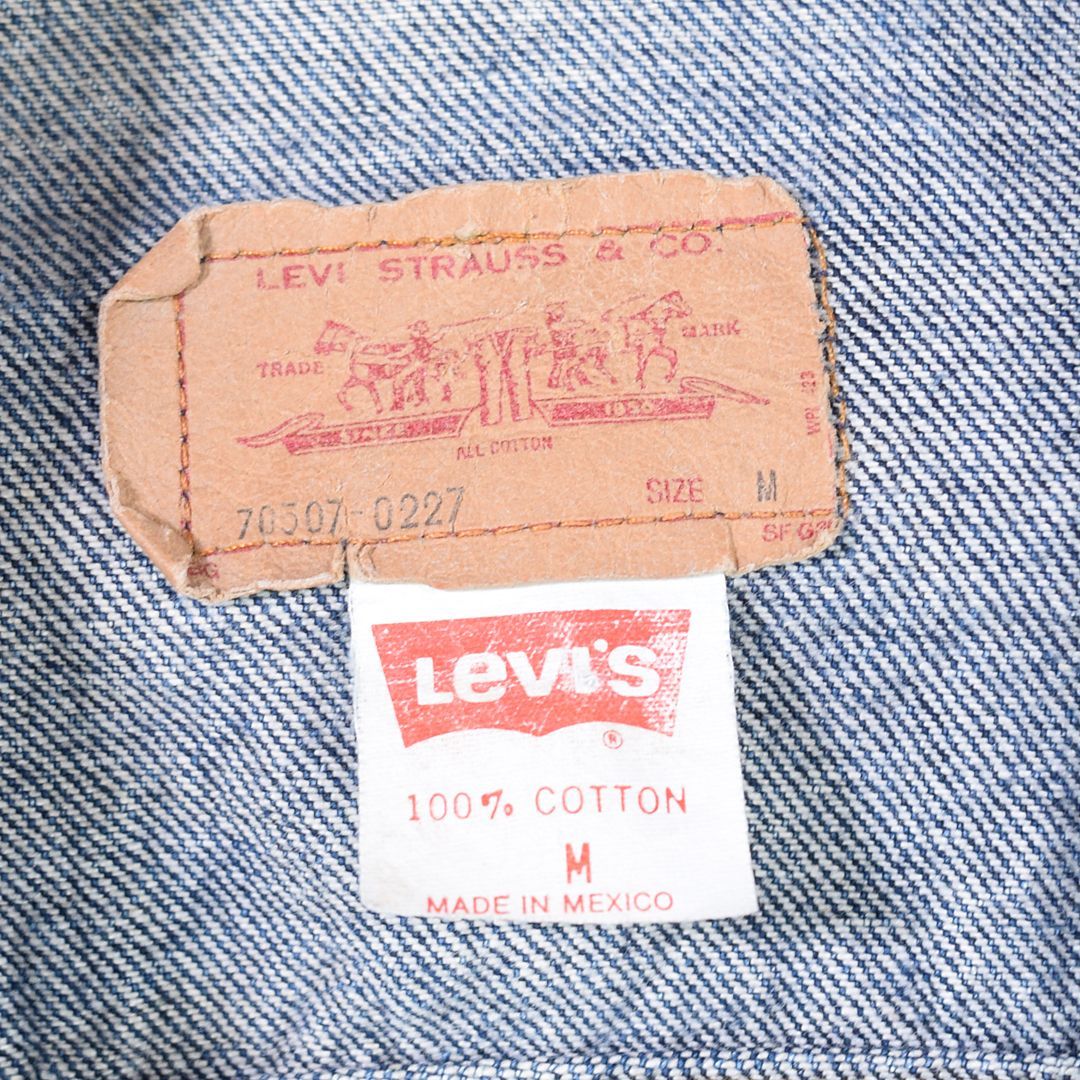 LEVI STRAUSS & CO.
TRADE MARK
ALL COTTON
70507-0227 SIZE M
LEVI'S
®
100% COTTON
M
MADE IN MEXICO